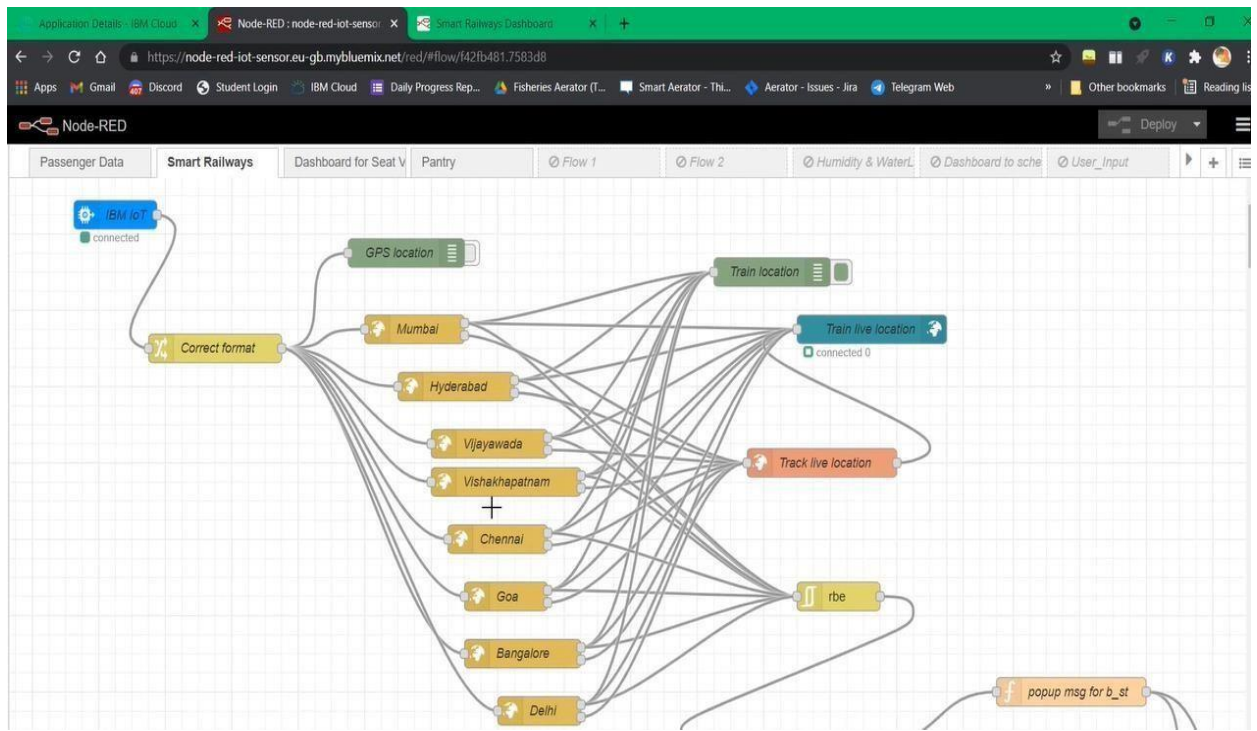 Application Details - IBM Cloud
Node-RED : node-red-iot-sensor
Smart Railways Dashboard
https://node-red-iot-sensor.eu-gb.mybluemix.net/red/#flow/f42fb481.7583d8
Apps Gmail Discord Student Login IBM Cloud Daily Progress Rep... Fisheries Aerator (T... Smart Aerator - Thi... Aerator - Issues - Jira Telegram Web » Other bookmarks Reading lis
Node-RED
Deploy
Passenger Data Smart Railways Dashboard for Seat V Pantry Flow 1 Flow 2 Humidity & WaterL Dashboard to sche User_Input
IBM IoT
connected
GPS location
Train location
Mumbai
Train live location
Correct format
connected 0
Hyderabad
Vijayawada
Track live location
Vishakhapatnam
Chennai
Goa
rbe
Bangalore
popup msg for b_st
Delhi